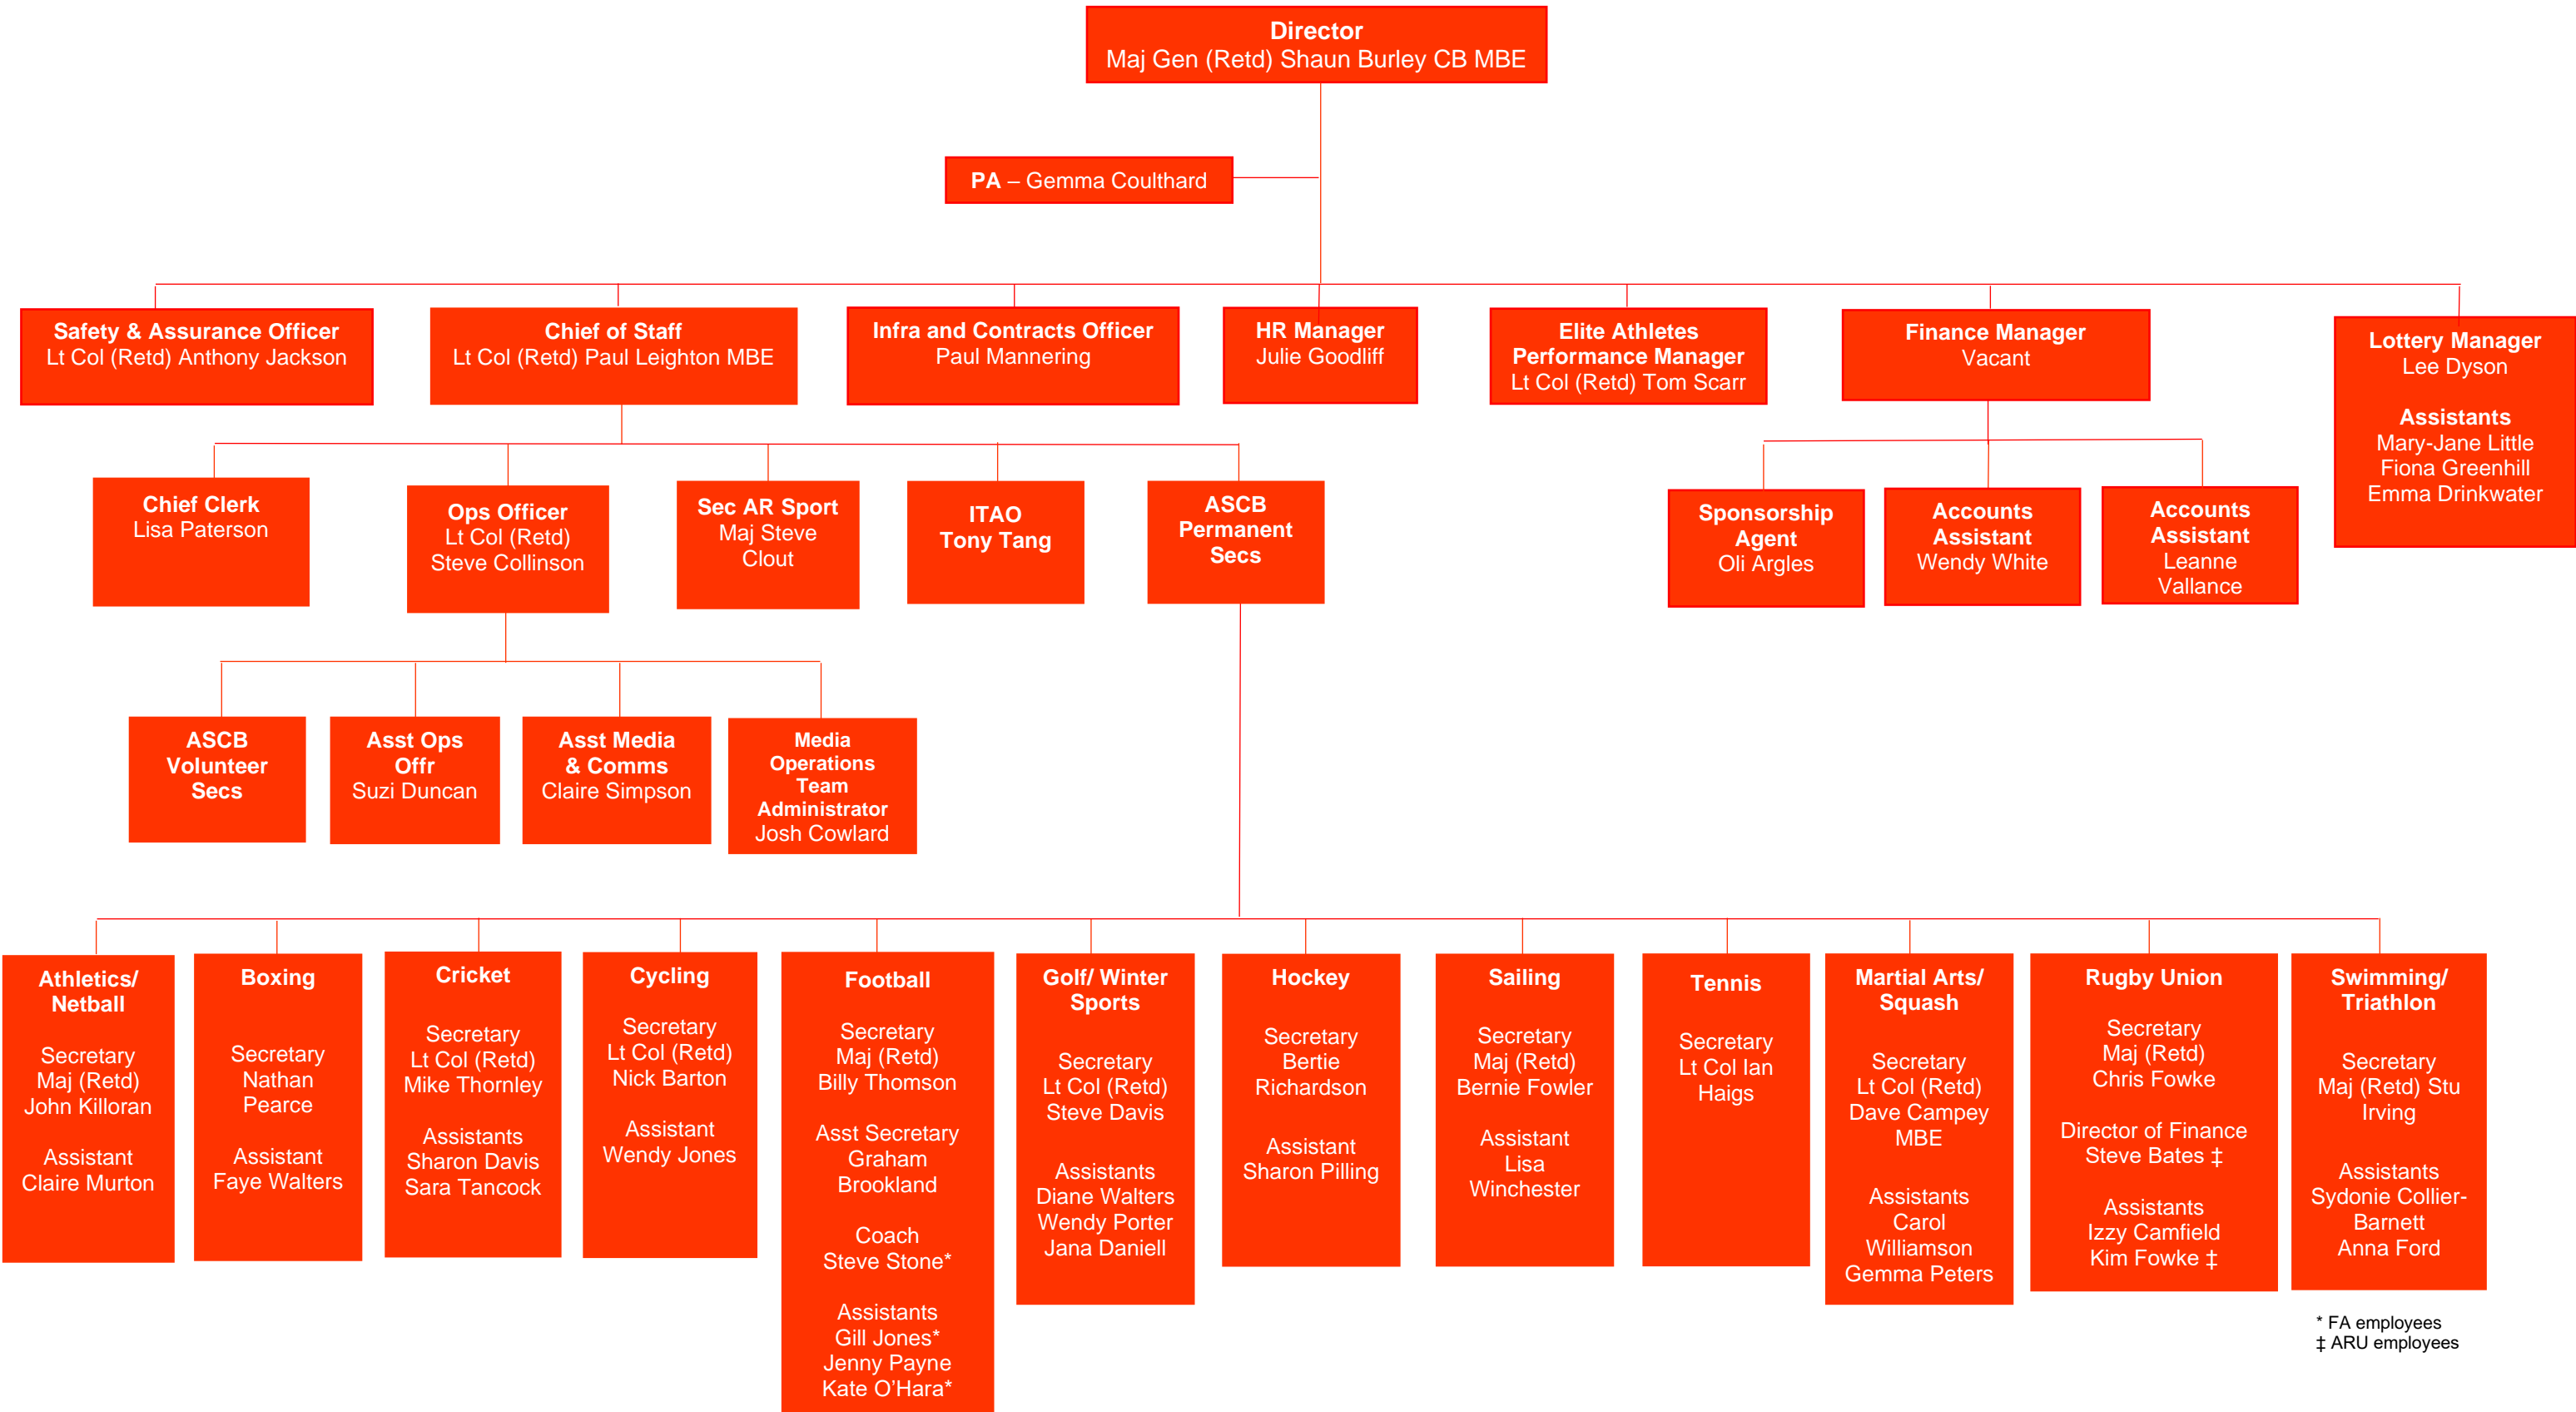 Director
Maj Gen (Retd) Shaun Burley CB MBE
PA – Gemma Coulthard
Safety & Assurance Officer
Lt Col (Retd) Anthony Jackson
Chief of Staff
Lt Col (Retd) Paul Leighton MBE
Infra and Contracts Officer
Paul Mannering
HR Manager
Julie Goodliff
Elite Athletes
Performance Manager
Lt Col (Retd) Tom Scarr
Finance Manager
Vacant
Lottery Manager
Lee Dyson
Assistants
Mary-Jane Little
Fiona Greenhill
Emma Drinkwater
Chief Clerk
Lisa Paterson
Ops Officer
Lt Col (Retd)
Steve Collinson
Sec AR Sport
Maj Steve
Clout
ITAO
Tony Tang
ASCB
Permanent
Secs
Sponsorship
Agent
Oli Argles
Accounts
Assistant
Wendy White
Accounts
Assistant
Leanne
Vallance
ASCB
Volunteer
Secs
Asst Ops
Offr
Suzi Duncan
Asst Media
& Comms
Claire Simpson
Media
Operations
Team
Administrator
Josh Cowlard
Athletics/
Netball
Secretary
Maj (Retd)
John Killoran
Assistant
Claire Murton
Boxing
Secretary
Nathan
Pearce
Assistant
Faye Walters
Cricket
Secretary
Lt Col (Retd)
Mike Thornley
Assistants
Sharon Davis
Sara Tancock
Cycling
Secretary
Lt Col (Retd)
Nick Barton
Assistant
Wendy Jones
Football
Secretary
Maj (Retd)
Billy Thomson
Asst Secretary
Graham
Brookland
Coach
Steve Stone*
Assistants
Gill Jones*
Jenny Payne
Kate O’Hara*
Golf/ Winter
Sports
Secretary
Lt Col (Retd)
Steve Davis
Assistants
Diane Walters
Wendy Porter
Jana Daniell
Hockey
Secretary
Bertie
Richardson
Assistant
Sharon Pilling
Sailing
Secretary
Maj (Retd)
Bernie Fowler
Assistant
Lisa
Winchester
Tennis
Secretary
Lt Col Ian
Haigs
Martial Arts/
Squash
Secretary
Lt Col (Retd)
Dave Campey
MBE
Assistants
Carol
Williamson
Gemma Peters
Rugby Union
Secretary
Maj (Retd)
Chris Fowke
Director of Finance
Steve Bates ‡
Assistants
Izzy Camfield
Kim Fowke ‡
Swimming/
Triathlon
Secretary
Maj (Retd) Stu
Irving
Assistants
Sydonie Collier-
Barnett
Anna Ford
* FA employees
‡ ARU employees